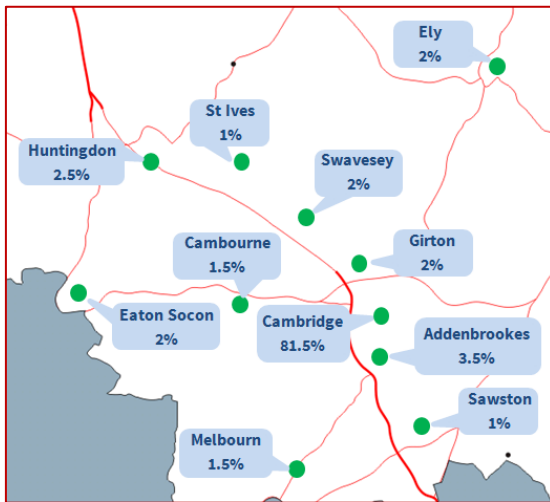 Ely
2%
St Ives
1%
Huntingdon
2.5%
Swavesey
2%
Cambourne
1.5%
Girton
2%
Eaton Socon
2%
Cambridge
81.5%
Addenbrookes
3.5%
Sawston
1%
Melbourn
1.5%